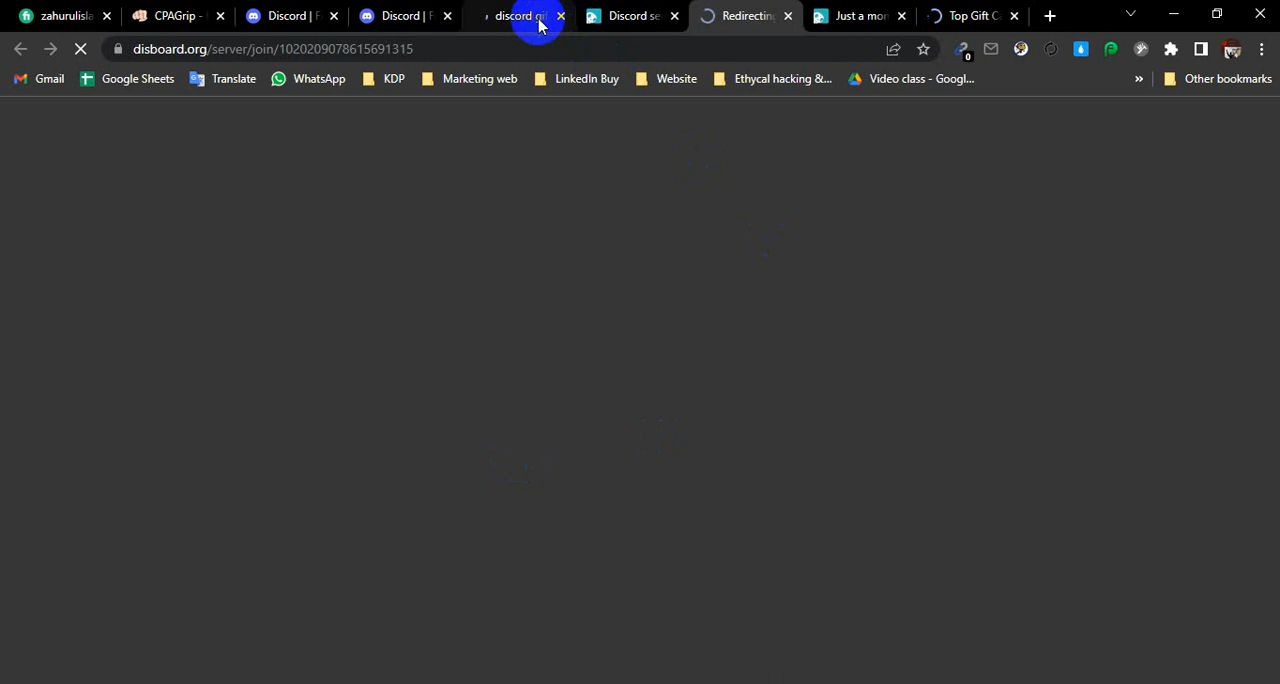 zahurulisla CPAGrip - Discord | F Discord | F discord gif Discord se Redirecting Just a mon Top Gift C
disboard.org/server/join/1020209078615691315 0
Gmail Google Sheets Translate WhatsApp KDP Marketing web LinkedIn Buy Website Ethycal hacking &... Video class - Googl... » Other bookmarks